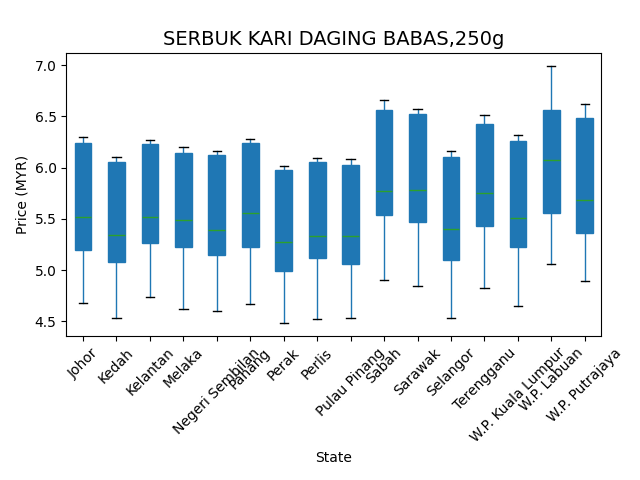 SERBUK KARI DAGING BABAS,250g
7.0
6.5
6.0
5.5
5.0
4.5
Price (MYR)
Johor
Kedah
Kelantan
Melaka
Negeri Sembilan
Pahang
Perak
Perlis
Pulau Pinang
Sabah
Sarawak
Selangor
Terengganu
W.P. Kuala Lumpur
W.P. Labuan
W.P. Putrajaya
State